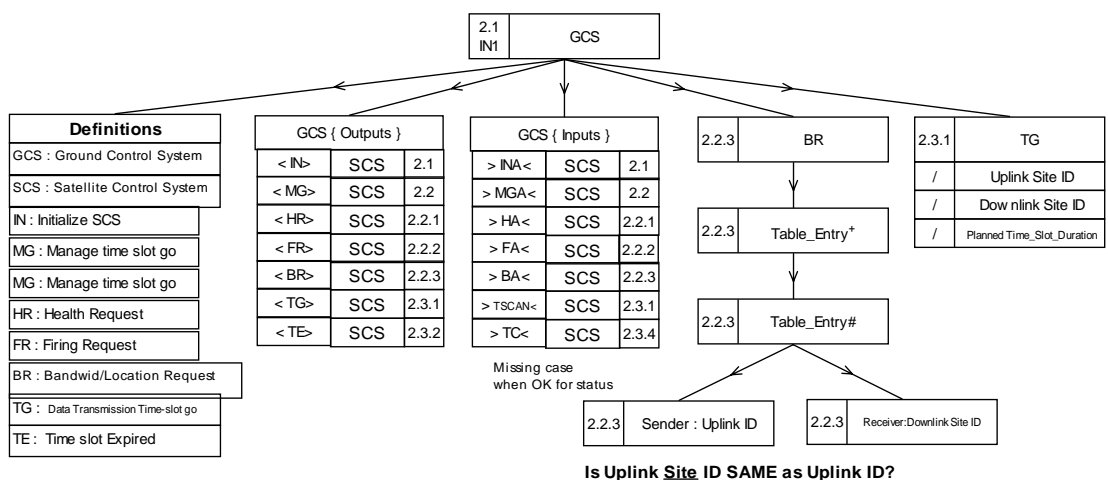 2.1
IN1
GCS
Definitions
GCS : Ground Control System
SCS : Satellite Control System
IN : Initialize SCS
MG : Manage time slot go
MG : Manage time slot go
HR : Health Request
FR : Firing Request
BR : Bandwid/Location Request
TG : Data Transmission Time-slot go
TE : Time slot Expired
GCS { Outputs }
< IN> SCS 2.1
< MG> SCS 2.2
< HR> SCS 2.2.1
< FR> SCS 2.2.2
< BR> SCS 2.2.3
< TG> SCS 2.3.1
< TE> SCS 2.3.2
GCS { Inputs }
> INA< SCS 2.1
> MGA< SCS 2.2
> HA< SCS 2.2.1
> FA< SCS 2.2.2
> BA< SCS 2.2.3
> TSCAN< SCS 2.3.1
> TC< SCS 2.3.4
Missing case
when OK for status
2.2.3 BR
2.2.3 Table_Entry+
2.2.3 Table_Entry#
2.2.3 Sender : Uplink ID
2.2.3 Receiver:Downlink Site ID
2.3.1 TG
/ Uplink Site ID
/ Downlink Site ID
/ Planned Time_Slot_Duration
Is Uplink Site ID SAME as Uplink ID?